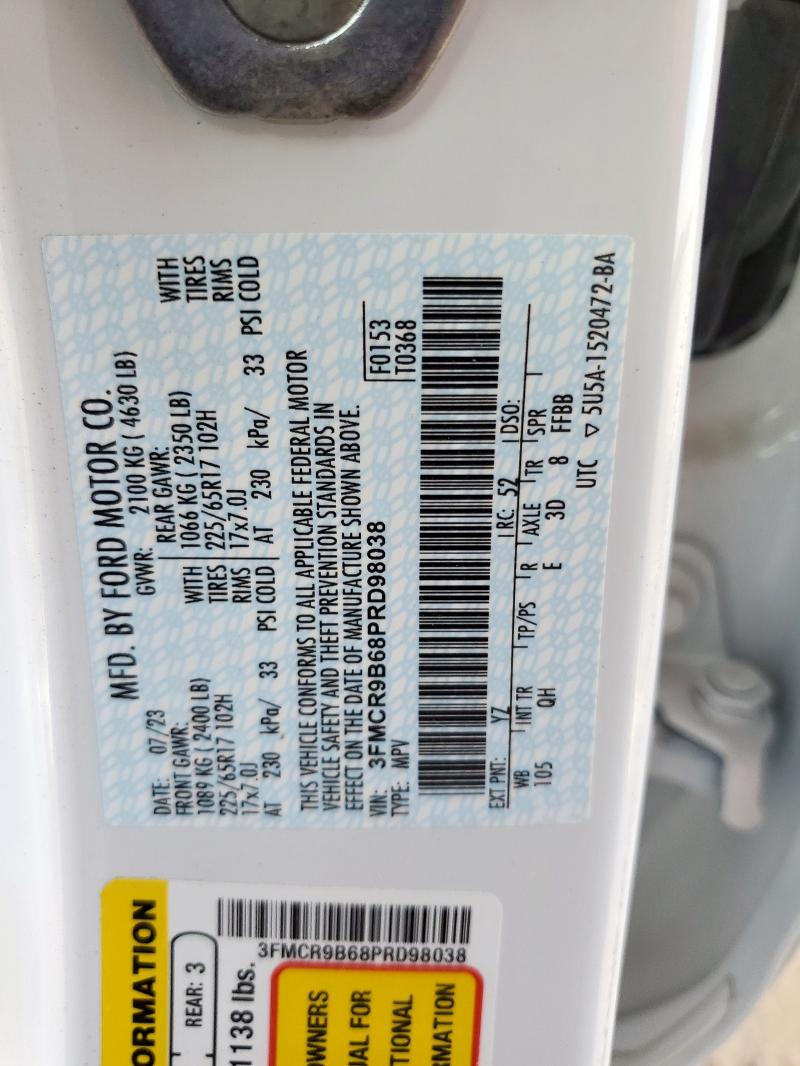 MFD. BY FORD MOTOR CO.
DATE: 07/23 GVWR: 2100 KG ( 4630 LB)
FRONT GAWR: REAR GAWR:
1089 KG ( 2400 LB) WITH 1066 KG ( 2350 LB) WITH
225/65R17 102H TIRES 225/65R17 102H TIRES
17x7.0J RIMS 17x7.0J RIMS
AT 230 kPa/ 33 PSI COLD AT 230 kPa/ 33 PSI COLD
THIS VEHICLE CONFORMS TO ALL APPLICABLE FEDERAL MOTOR
VEHICLE SAFETY AND THEFT PREVENTION STANDARDS IN
EFFECT ON THE DATE OF MANUFACTURE SHOWN ABOVE.
VIN: 3FMCR9B68PRD98038 F0153
TYPE: MPV T0368
EXT PNT: YZ RC: 52 DSO:
WB INT TR TP/PS R AXLE TR SPR
105 QH E 3D 8 FFBB
UTC ▽ 5U5A-1520472-BA
ORMATION
REAR: 3
1138 lbs.
3FMCR9B68PRD98038
OWNERS
UAL FOR
TIONAL
RMATION